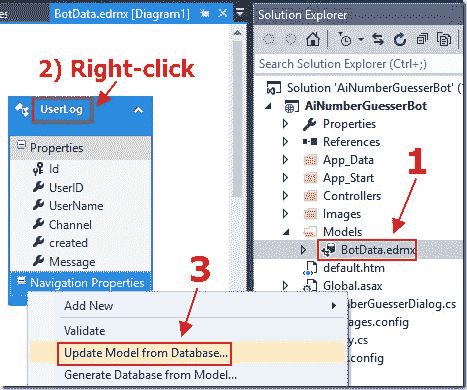 BotData.edmx [Diagram1]
2) Right-click
UserLog
Properties
Id
UserID
UserName
Channel
created
Message
Navigation Properties
Add New
Validate
3
Update Model from Database...
Generate Database from Model...
Solution Explorer
Search Solution Explorer (Ctrl+;)
Solution 'AiNumberGuesserBot' (1
AiNumberGuesserBot
Properties
References
App_Data
App_Start
1
Controllers
Images
Models
BotData.edmx
default.htm
Global.asax
mberGuesserDialog.cs
ages.config
y.cs
.config